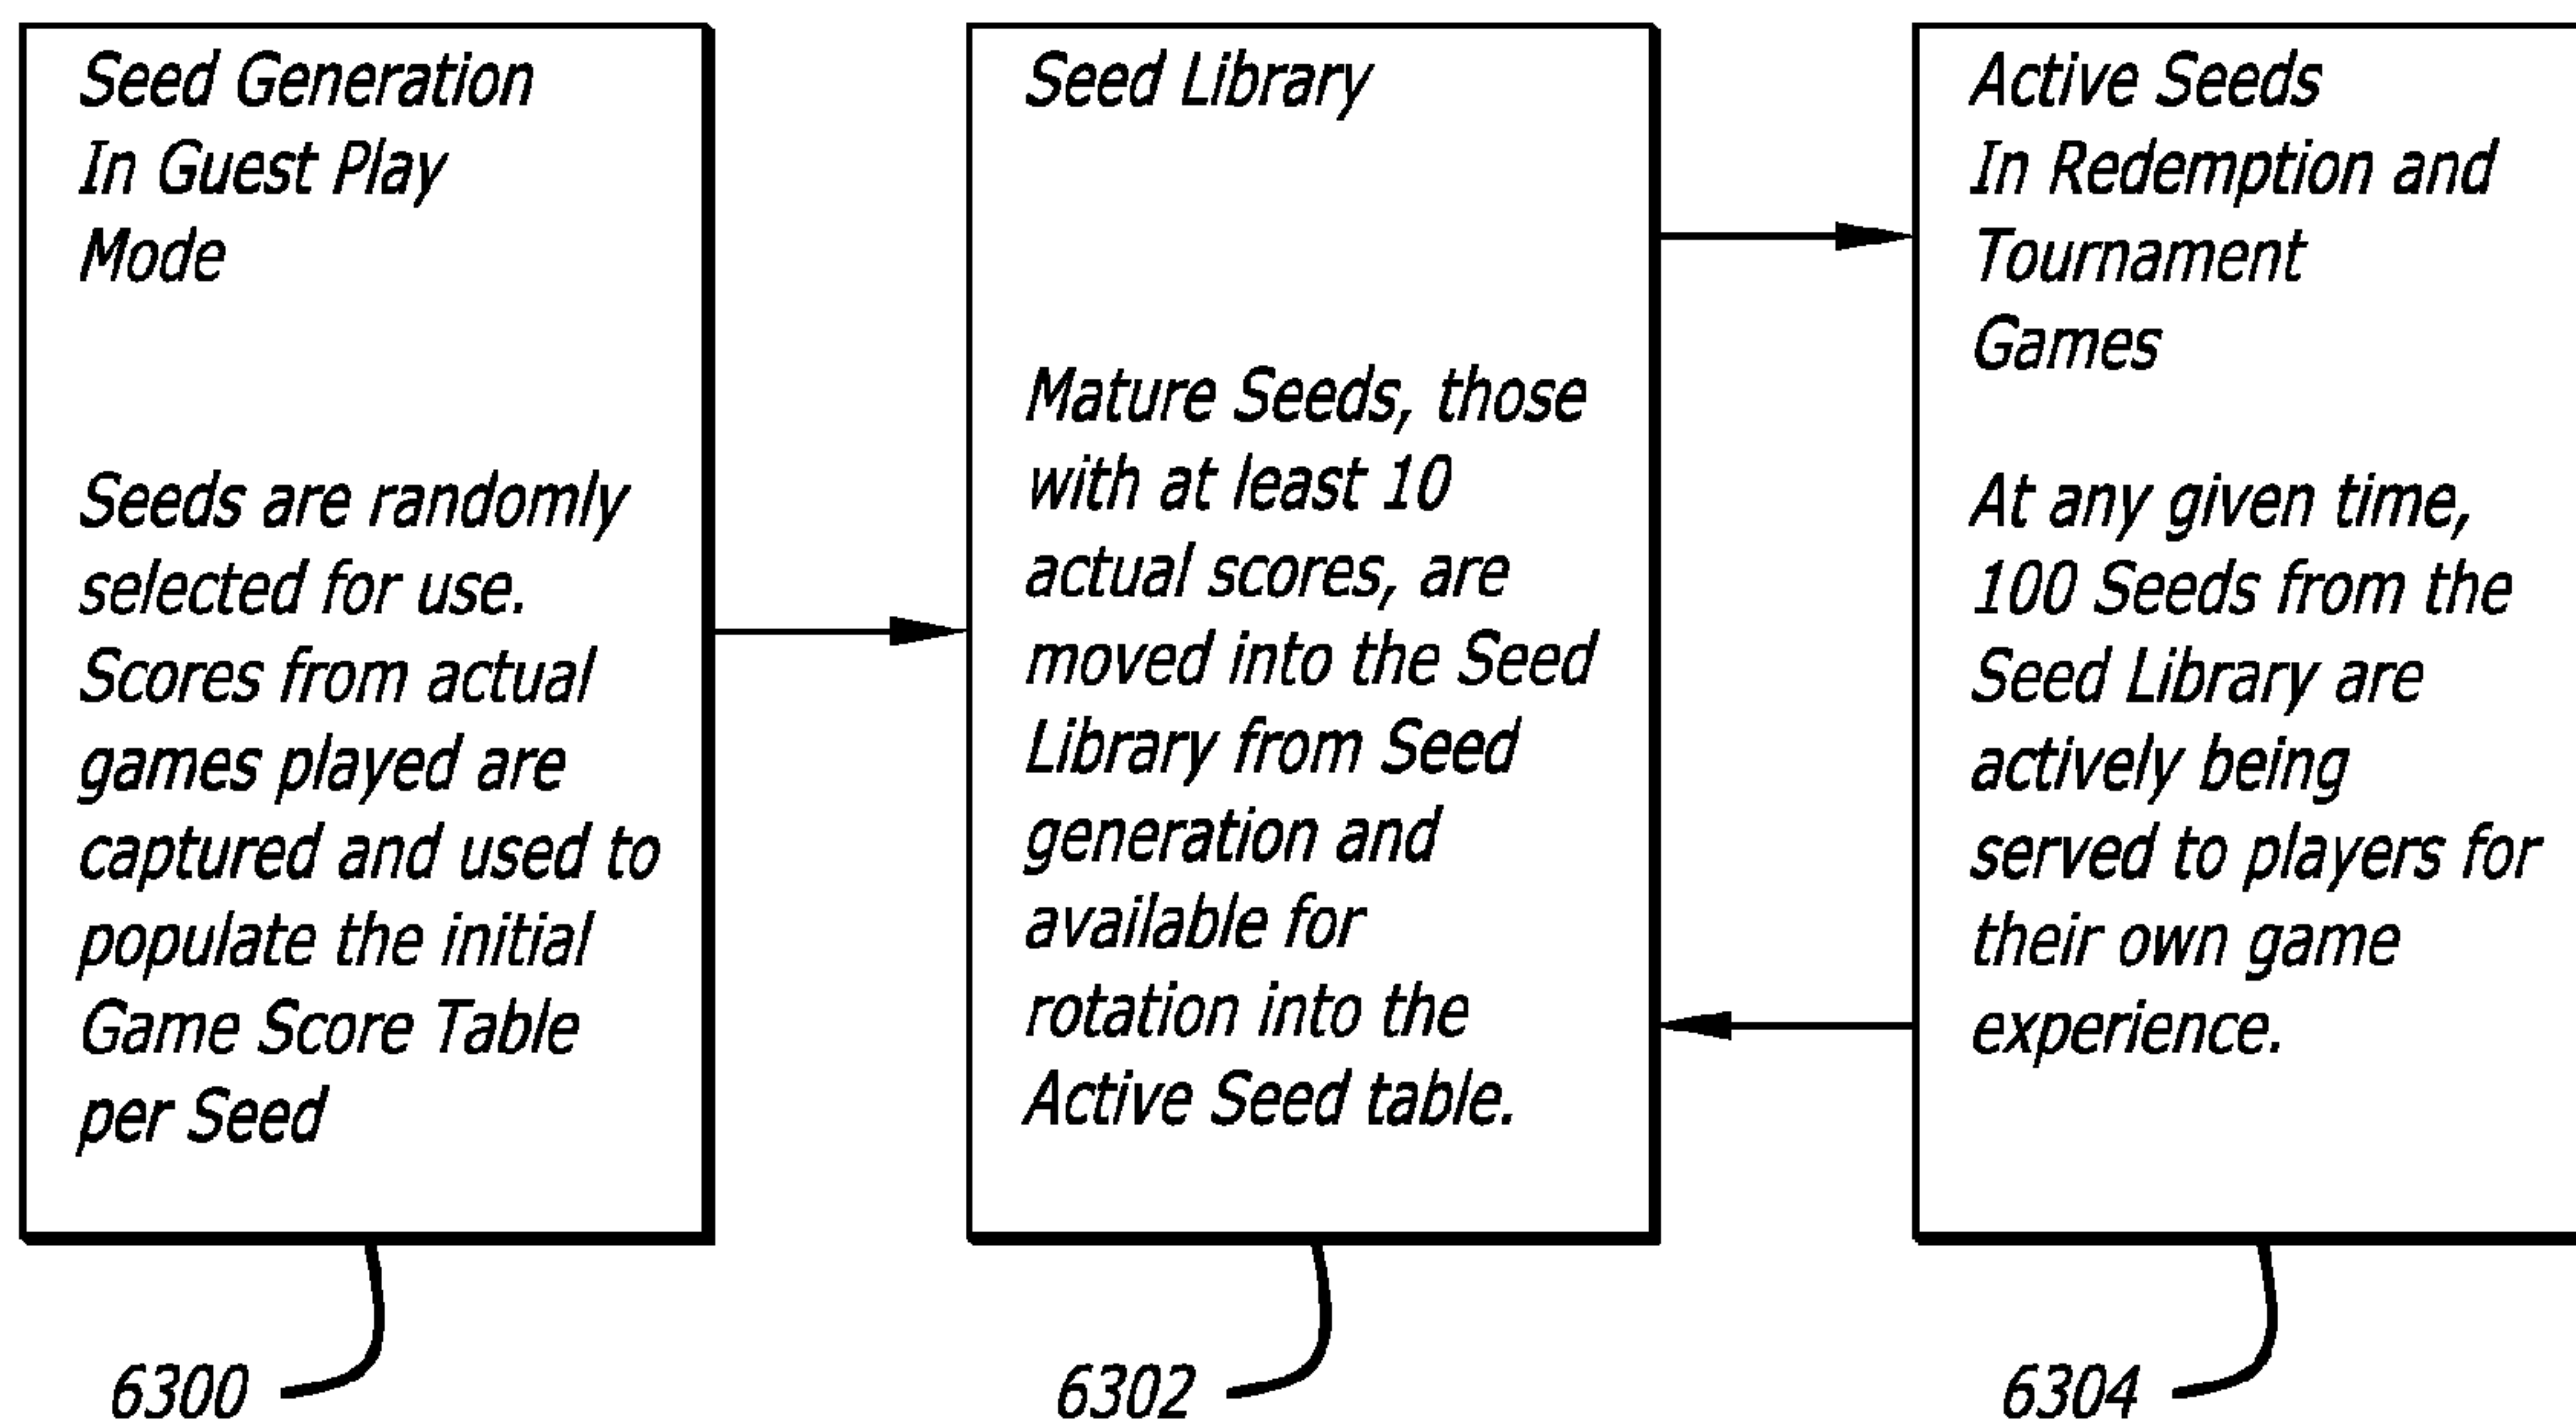 Seed Generation
In Guest Play
Mode
Seeds are randomly
selected for use.
Scores from actual
games played are
captured and used to
populate the initial
Game Score Table
per Seed
6300
Seed Library
Mature Seeds, those
with at least 10
actual scores, are
moved into the Seed
Library from Seed
generation and
available for
rotation into the
Active Seed table.
6302
Active Seeds
In Redemption and
Tournament
Games
At any given time,
100 Seeds from the
Seed Library are
actively being
served to players for
their own game
experience.
6304